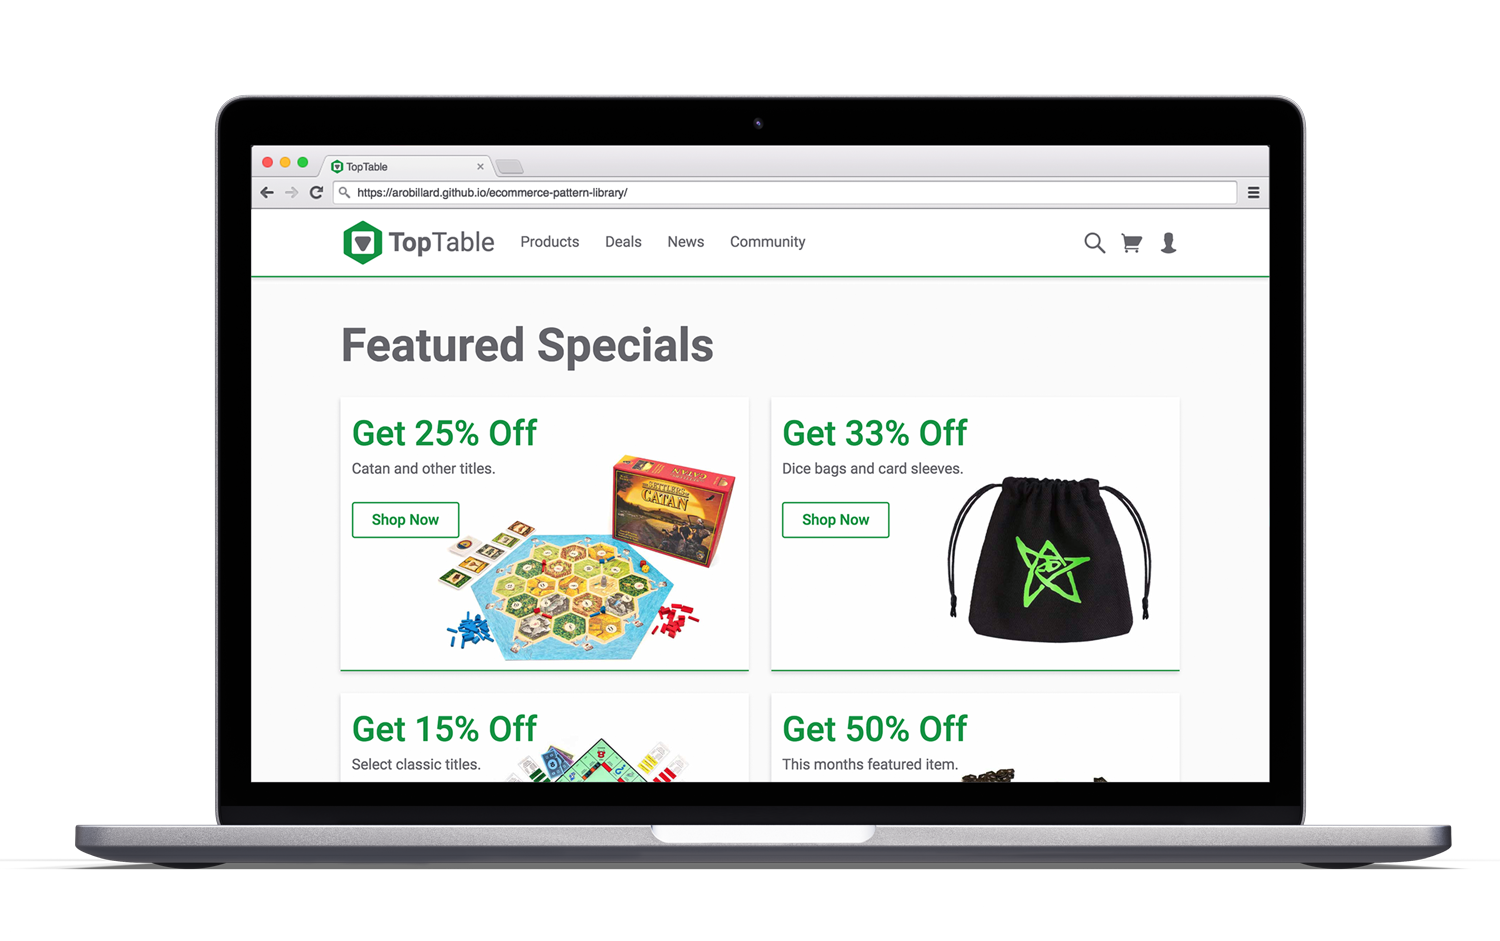 TopTable
https://arobillard.github.io/ecommerce-pattern-library/
TopTable Products Deals News Community
Featured Specials
Get 25% Off
Catan and other titles.
Shop Now
SETTLERS
CATAN
CATAN
Get 33% Off
Dice bags and card sleeves.
Shop Now
Get 15% Off
Select classic titles.
Get 50% Off
This months featured item.